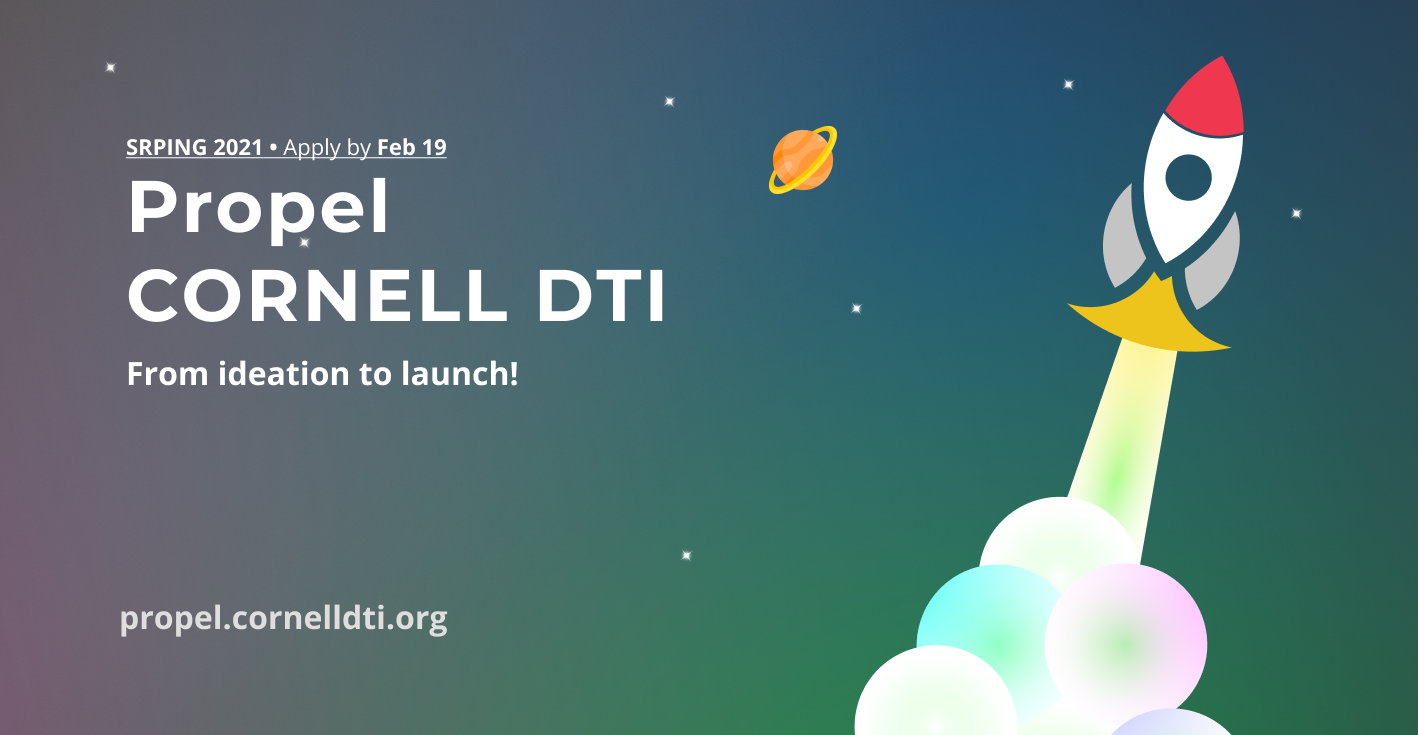 SRPING 2021 • Apply by Feb 19
Propel
CORNELL DTI
From ideation to launch!
propel.cornelldti.org